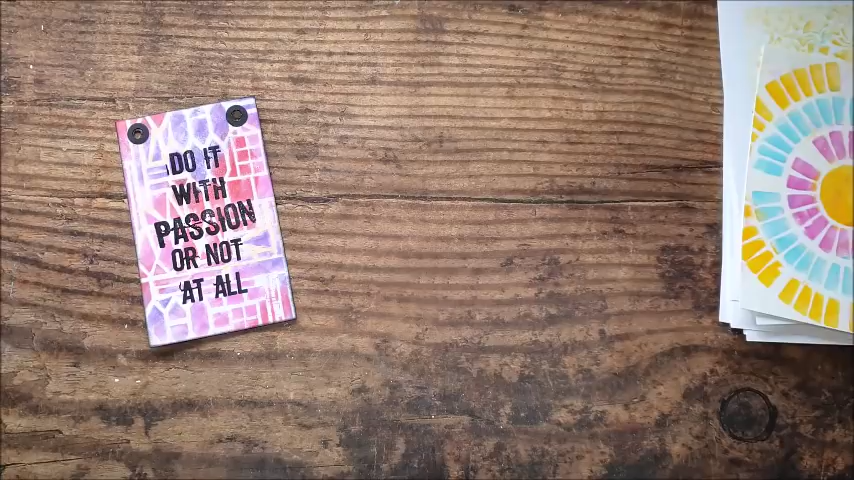 DO IT
WITH
PASSION
OR NOT
AT ALL